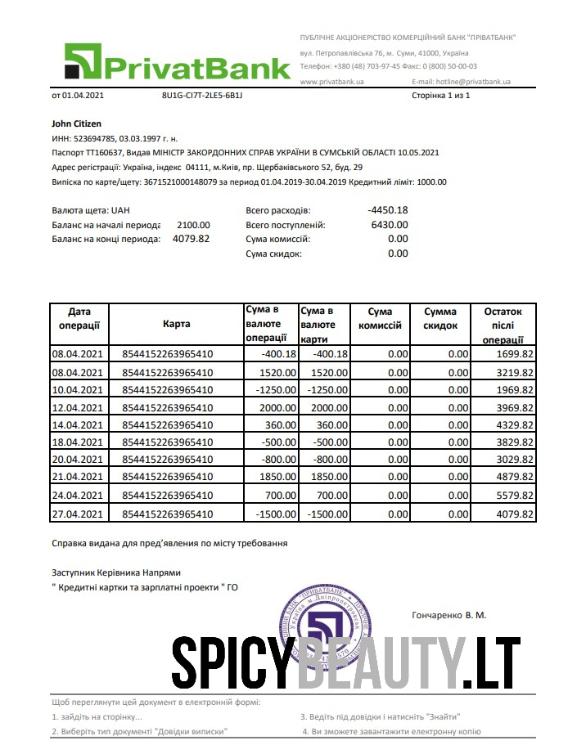 ПУБЛІЧНЕ АКЦІОНЕРІСТВО КОМЕРЦІЙНИЙ БАНК "ПРІВАТБАНК"
вул. Петропавлівська 76, м. Суми, 41000, Україна
PrivatBank
Телефон: +380 (48) 703-97-45 Факс: 0 (800) 50-00-03
www.privatbank.ua E-mail: hotline@privatbank.ua
от 01.04.2021 8U1G-CI7T-2LE5-6B1J Сторінка 1 из 1
John Citizen
ИНН: 523694785, 03.03.1997 г. н.
Паспорт ТТ160637, Видав МІНІСТР ЗАКОРДОННИХ СПРАВ УКРАЇНИ В СУМСЬКІЙ ОБЛАСТІ 10.05.2021
Адрес регістрації: Україна, індекс 04111, м.Київ, пр. Щербаківського 52, буд. 29
Випіска по карте/щету: 3671521000148079 за период 01.04.2019-30.04.2019 Кредитний ліміт: 1000.00
Валюта щета: UAH Всего расходів: -4450.18
Баланс на началі периода 2100.00 Всего поступленій: 6430.00
Баланс на конці периода: 4079.82 Сума комиссій: 0.00
Сума скидок: 0.00
Дата операції Карта Сума в валюте операції Сума в валюте карти Сума комиссій Сумма скидок Остаток після операції
08.04.2021 8544152263965410 -400.18 -400.18 0.00 0.00 1699.82
08.04.2021 8544152263965410 1520.00 1520.00 0.00 0.00 3219.82
10.04.2021 8544152263965410 -1250.00 -1250.00 0.00 0.00 1969.82
12.04.2021 8544152263965410 2000.00 2000.00 0.00 0.00 3969.82
14.04.2021 8544152263965410 360.00 360.00 0.00 0.00 4329.82
18.04.2021 8544152263965410 -500.00 -500.00 0.00 0.00 3829.82
20.04.2021 8544152263965410 -800.00 -800.00 0.00 0.00 3029.82
21.04.2021 8544152263965410 1850.00 1850.00 0.00 0.00 4879.82
24.04.2021 8544152263965410 700.00 700.00 0.00 0.00 5579.82
27.04.2021 8544152263965410 -1500.00 -1500.00 0.00 0.00 4079.82
Справка видана для пред’явлення по місту требования
Заступник Керівника Напрями
" Кредитні картки та зарплатні проекти " ГО
Гончаренко В. М.
SPICYBEAUTY.LT
Щоб переглянути цей документ в електронній формі:
1. зайдіть на сторінку... 3. Ведіть під довідки і натисніть "Знайти"
2. Виберіть тип документі "Довідки виписки" 4. Ви зможете завантажити електронну копію